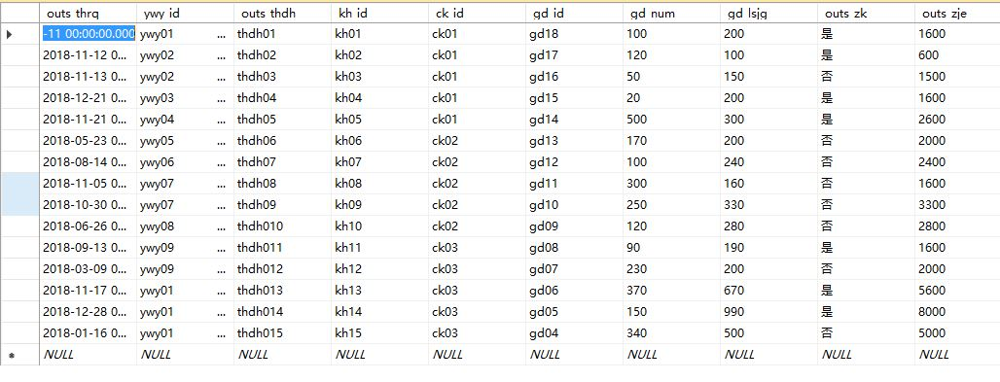 outs thrq ywy id outs thdh kh id ck id gd id gd num gd lsjg outs zk outs zje
-11 00:00:00.000 ywy01 ... thdh01 kh01 ck01 gd18 100 200 是 1600
2018-11-12 0... ywy02 ... thdh02 kh02 ck01 gd17 120 100 是 600
2018-11-13 0... ywy02 ... thdh03 kh03 ck01 gd16 50 150 否 1500
2018-12-21 0... ywy03 ... thdh04 kh04 ck01 gd15 20 200 是 1600
2018-11-21 0... ywy04 ... thdh05 kh05 ck01 gd14 500 300 是 2600
2018-05-23 0... ywy05 ... thdh06 kh06 ck02 gd13 170 200 否 2000
2018-08-14 0... ywy06 ... thdh07 kh07 ck02 gd12 100 240 否 2400
2018-11-05 0... ywy07 ... thdh08 kh08 ck02 gd11 300 160 否 1600
2018-10-30 0... ywy07 ... thdh09 kh09 ck02 gd10 250 330 否 3300
2018-06-26 0... ywy08 ... thdh010 kh10 ck02 gd09 120 280 否 2800
2018-09-13 0... ywy09 ... thdh011 kh11 ck03 gd08 90 190 是 1600
2018-03-09 0... ywy09 ... thdh012 kh12 ck03 gd07 230 200 否 2000
2018-11-17 0... ywy01 ... thdh013 kh13 ck03 gd06 370 670 是 5600
2018-12-28 0... ywy01 ... thdh014 kh14 ck03 gd05 150 990 是 8000
2018-01-16 0... ywy01 ... thdh015 kh15 ck03 gd04 340 500 否 5000
NULL NULL NULL NULL NULL NULL NULL NULL NULL NULL